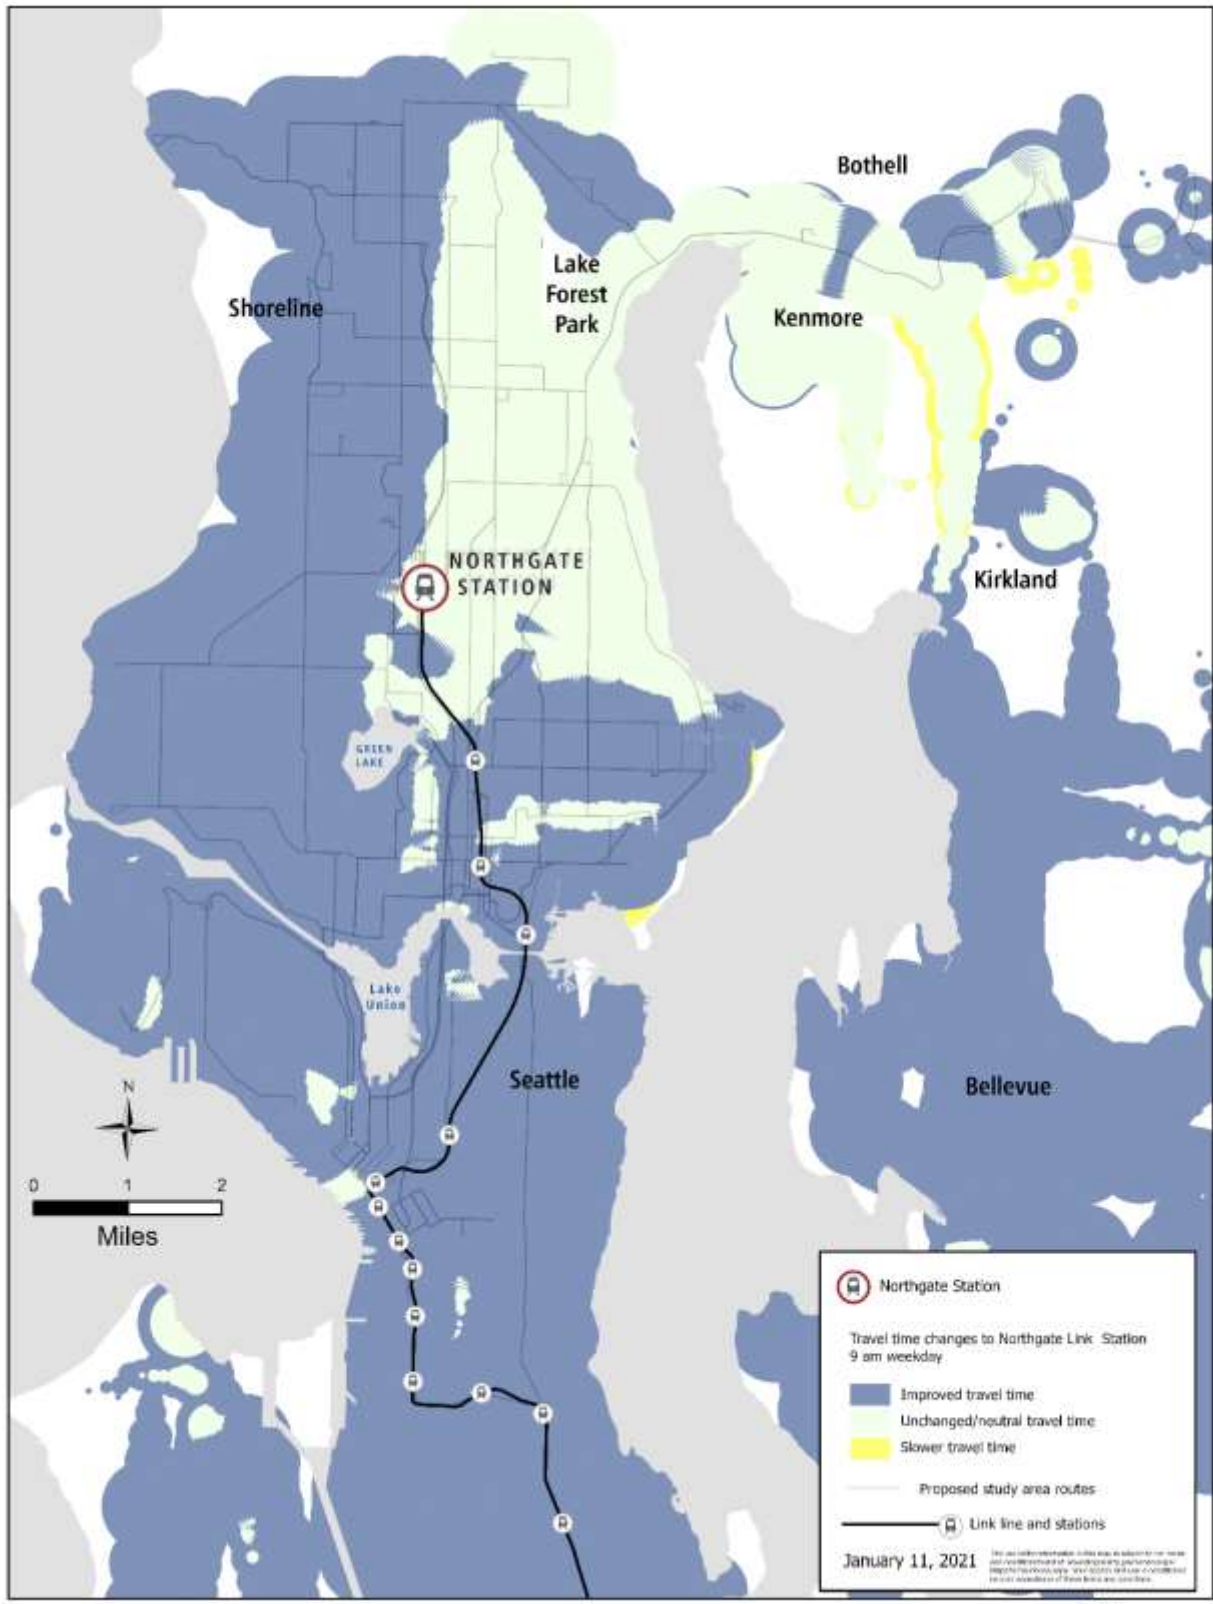 Bothell
Lake
Forest
Park
Shoreline
Kenmore
NORTHGATE
STATION
Kirkland
GREEN
LAKE
Lake
Union
Seattle
Bellevue
N
0 1 2
Miles
Northgate Station
Travel time changes to Northgate Link Station
9 am weekday
Improved travel time
Unchanged/neutral travel time
Slower travel time
Proposed study area routes
Link line and stations
January 11, 2021